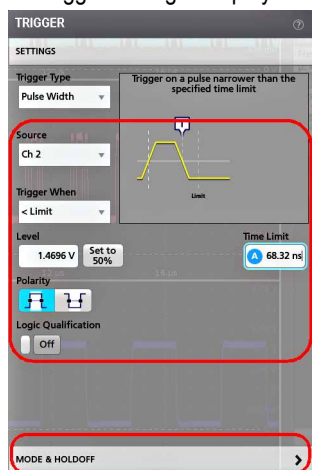 TRIGGER
SETTINGS
Trigger Type
Pulse Width
Trigger on a pulse narrower than the
specified time limit
Source
Ch 2
Limit
Trigger When
< Limit
Level
Time Limit
1.4696 V
Set to
50%
A 68.32 ns
Polarity
Logic Qualification
Off
MODE & HOLDOFF